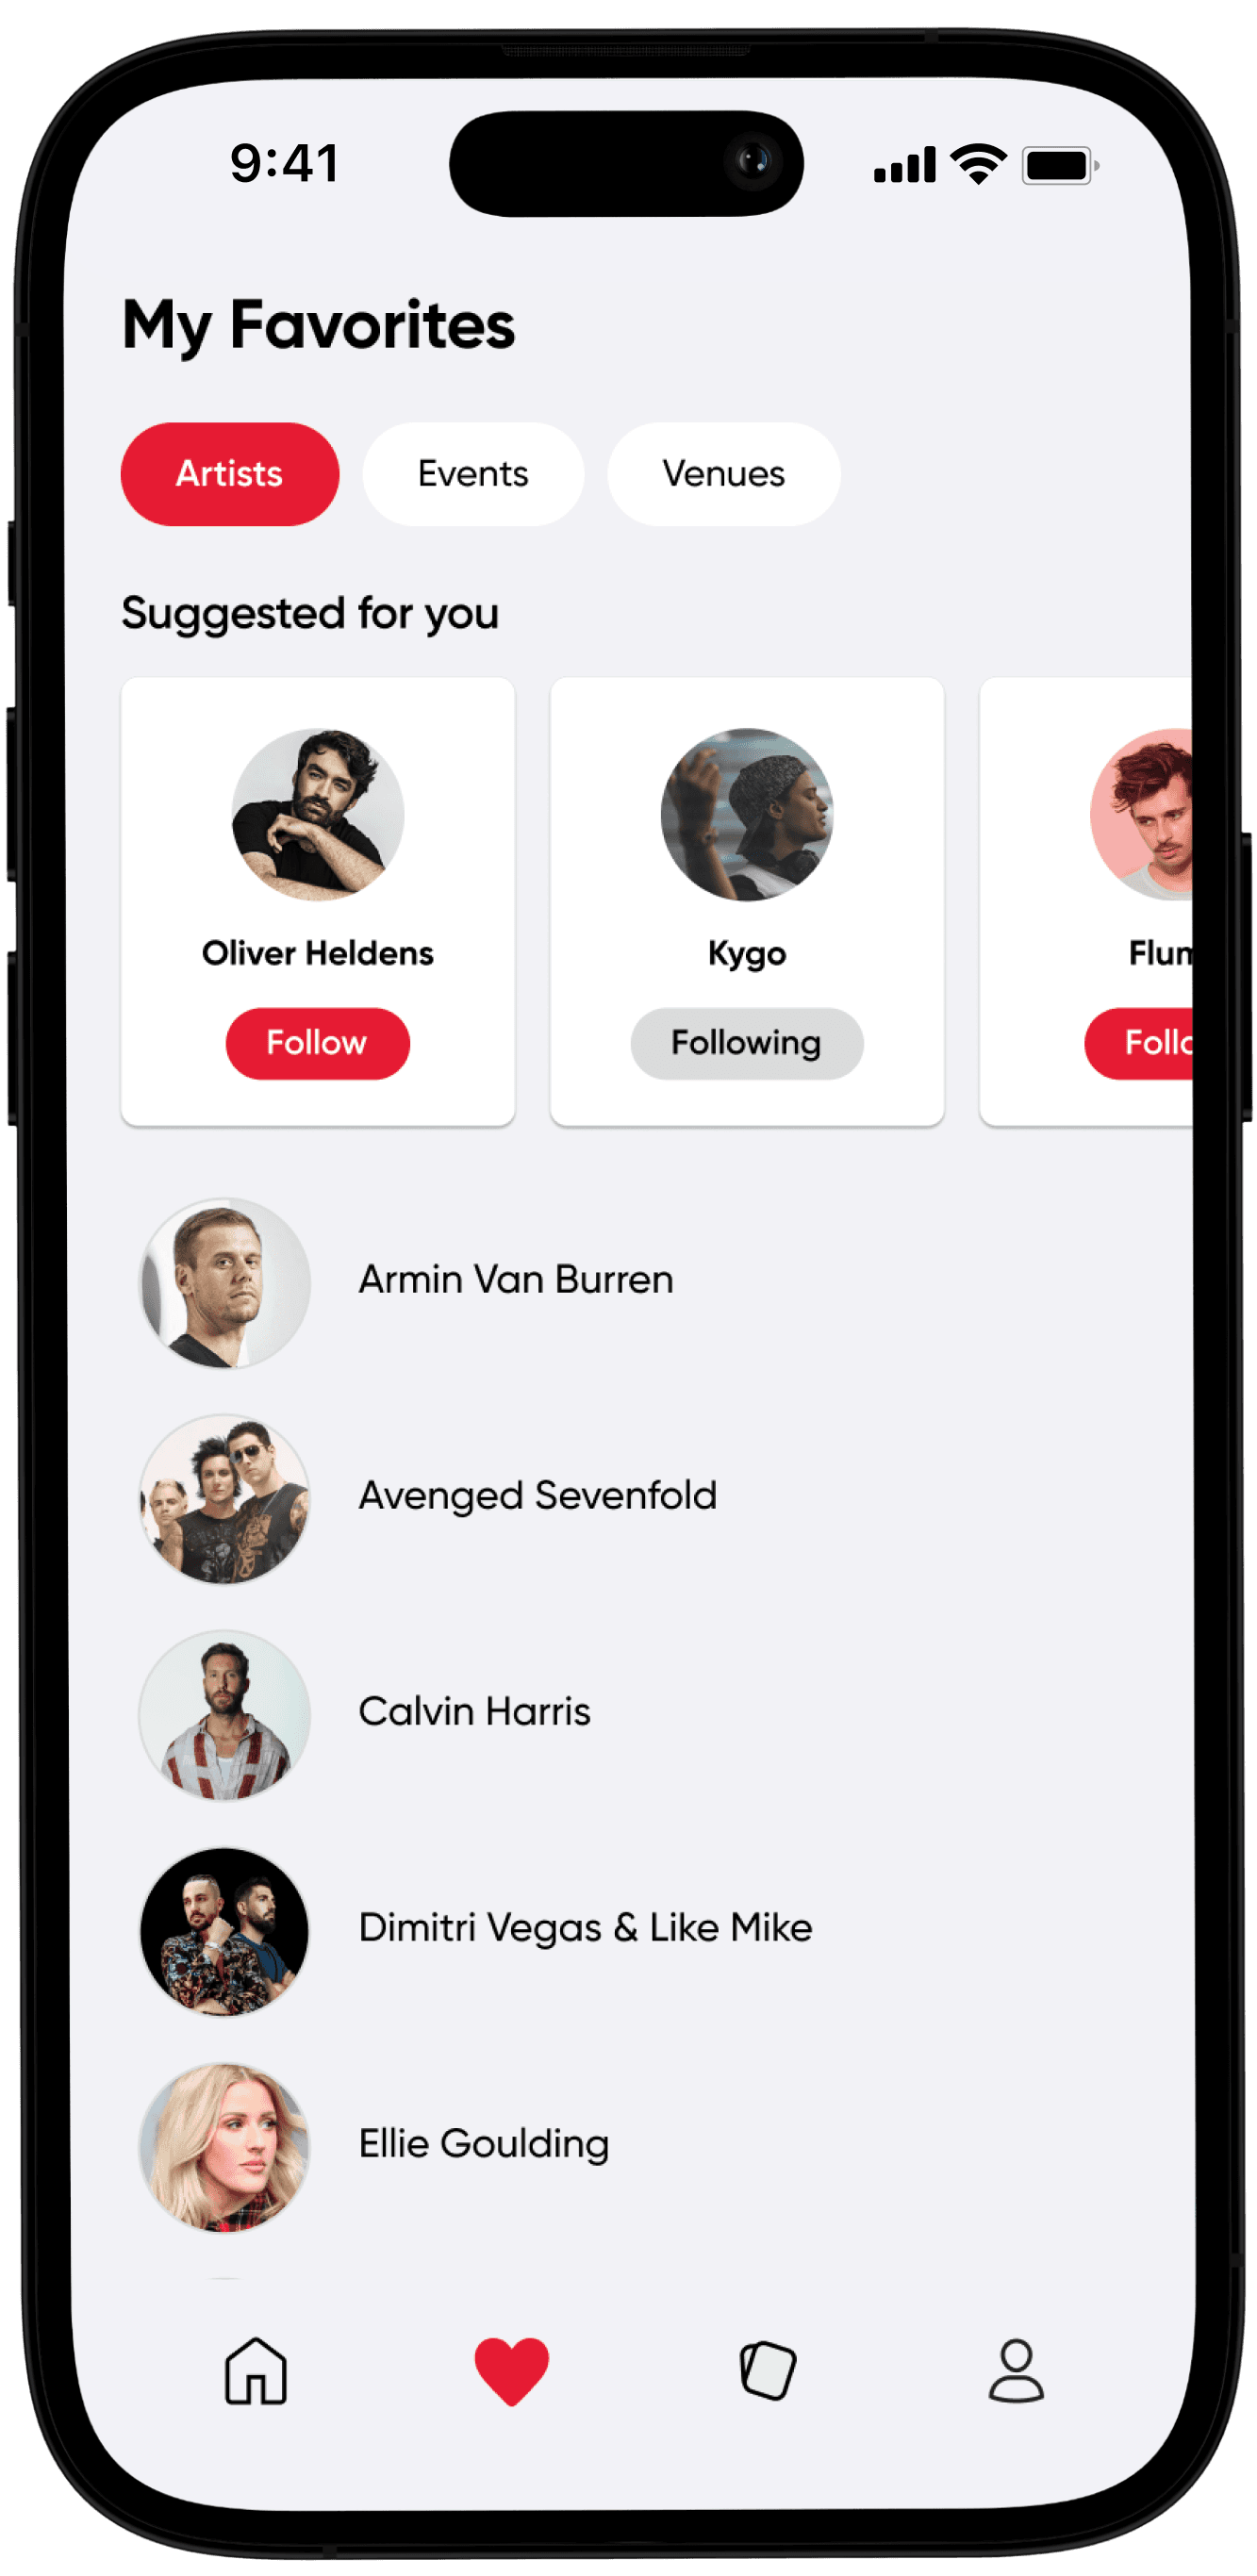 9:41
My Favorites
Artists Events Venues
Suggested for you
Oliver Heldens Kygo Flum
Follow Following Follo
Armin Van Burren
Avenged Sevenfold
Calvin Harris
Dimitri Vegas & Like Mike
Ellie Goulding